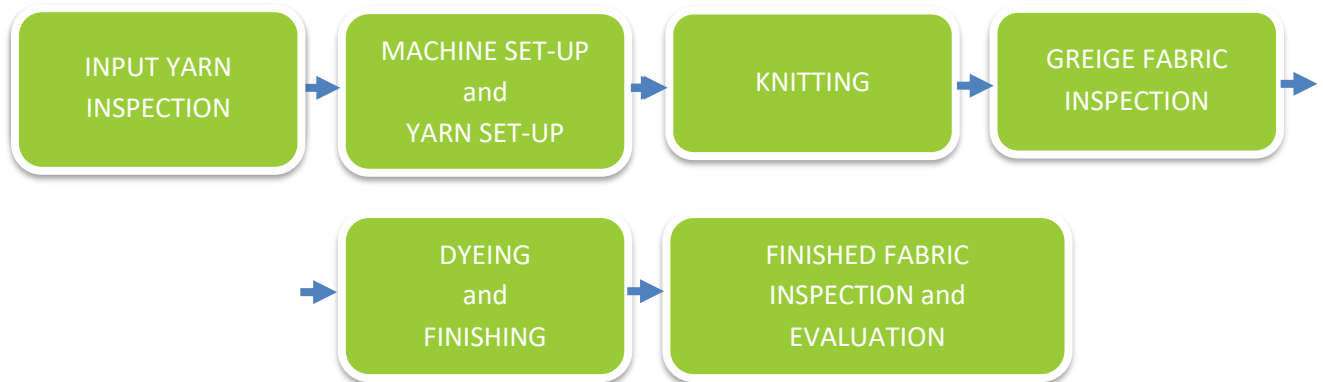 INPUT YARN
INSPECTION
MACHINE SET-UP
and
YARN SET-UP
KNITTING
GREIGE FABRIC
INSPECTION
DYEING
and
FINISHING
FINISHED FABRIC
INSPECTION and
EVALUATION